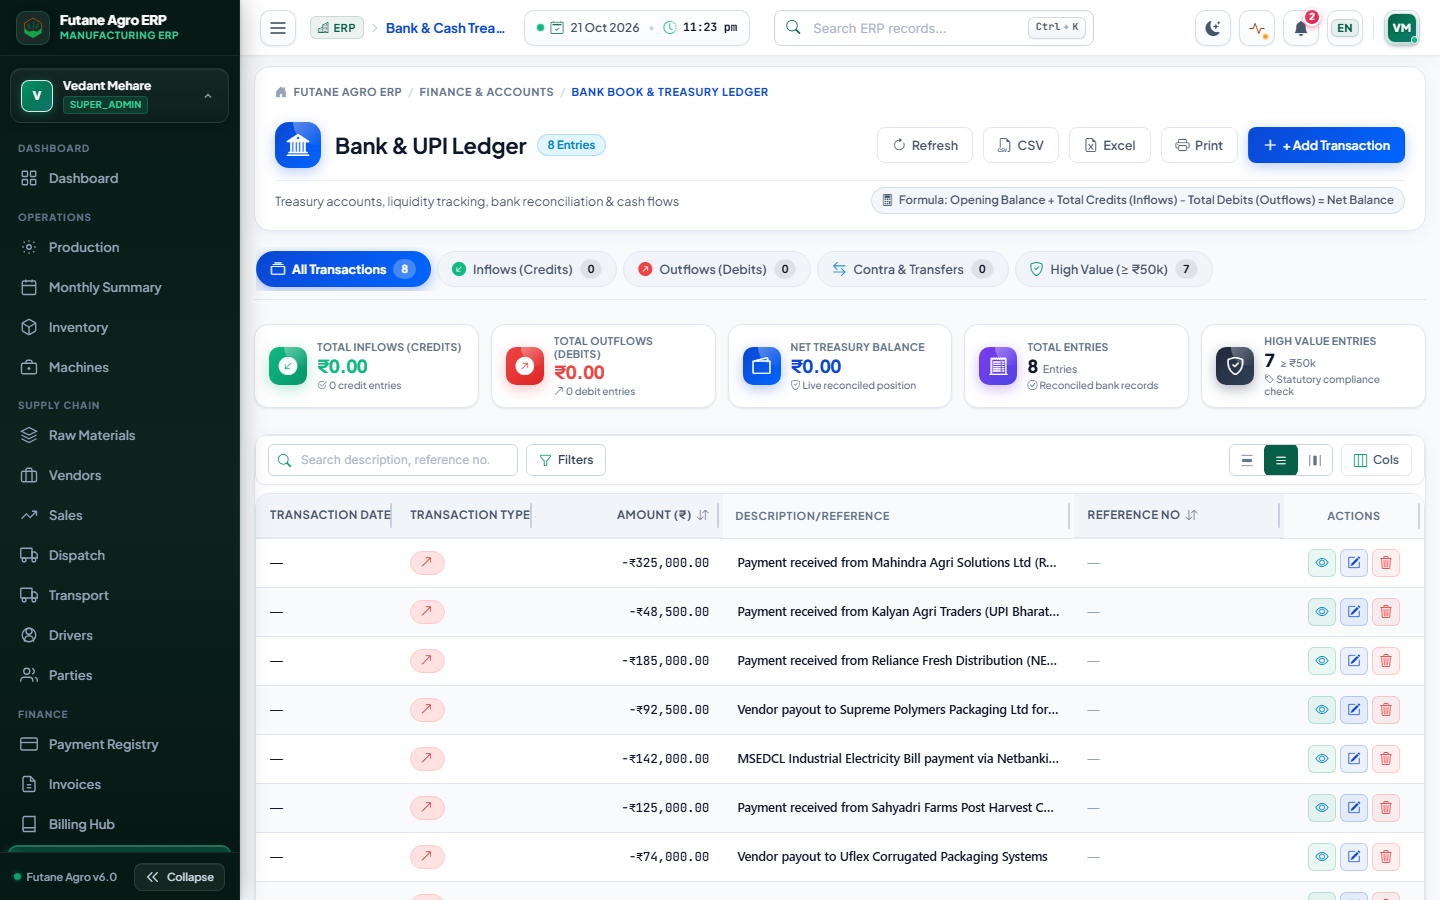 Futane Agro ERP
MANUFACTURING ERP
Vedant Mehare
V
SUPER_ADMIN
DASHBOARD
Dashboard
OPERATIONS
Production
Monthly Summary
Inventory
Machines
SUPPLY CHAIN
Raw Materials
Vendors
Sales
Dispatch
Transport
Drivers
Parties
FINANCE
Payment Registry
Invoices
Billing Hub
Futane Agro v6.0
Collapse
ERP
Bank & Cash Trea...
21 Oct 2026
11:23 pm
Search ERP records...
Ctrl + K
2
EN
VM
FUTANE AGRO ERP / FINANCE & ACCOUNTS / BANK BOOK & TREASURY LEDGER
Bank & UPI Ledger
8 Entries
Refresh
CSV
Excel
Print
+ Add Transaction
Treasury accounts, liquidity tracking, bank reconciliation & cash flows
Formula: Opening Balance + Total Credits (Inflows) - Total Debits (Outflows) = Net Balance
All Transactions 8
Inflows (Credits) 0
Outflows (Debits) 0
Contra & Transfers 0
High Value (≥ ₹50k) 7
TOTAL INFLOWS (CREDITS)
₹0.00
0 credit entries
TOTAL OUTFLOWS
(DEBITS)
₹0.00
0 debit entries
NET TREASURY BALANCE
₹0.00
Live reconciled position
TOTAL ENTRIES
8 Entries
Reconciled bank records
HIGH VALUE ENTRIES
7 ≥ ₹50k
Statutory compliance
check
Search description, reference no.
Filters
Cols
TRANSACTION DATE TRANSACTION TYPE AMOUNT (₹) DESCRIPTION/REFERENCE REFERENCE NO ACTIONS
— -₹325,000.00 Payment received from Mahindra Agri Solutions Ltd (R... —
— -₹48,500.00 Payment received from Kalyan Agri Traders (UPI Bharat... —
— -₹185,000.00 Payment received from Reliance Fresh Distribution (NE... —
— -₹92,500.00 Vendor payout to Supreme Polymers Packaging Ltd for... —
— -₹142,000.00 MSEDCL Industrial Electricity Bill payment via Netbanki... —
— -₹125,000.00 Payment received from Sahyadri Farms Post Harvest C... —
— -₹74,000.00 Vendor payout to Uflex Corrugated Packaging Systems —